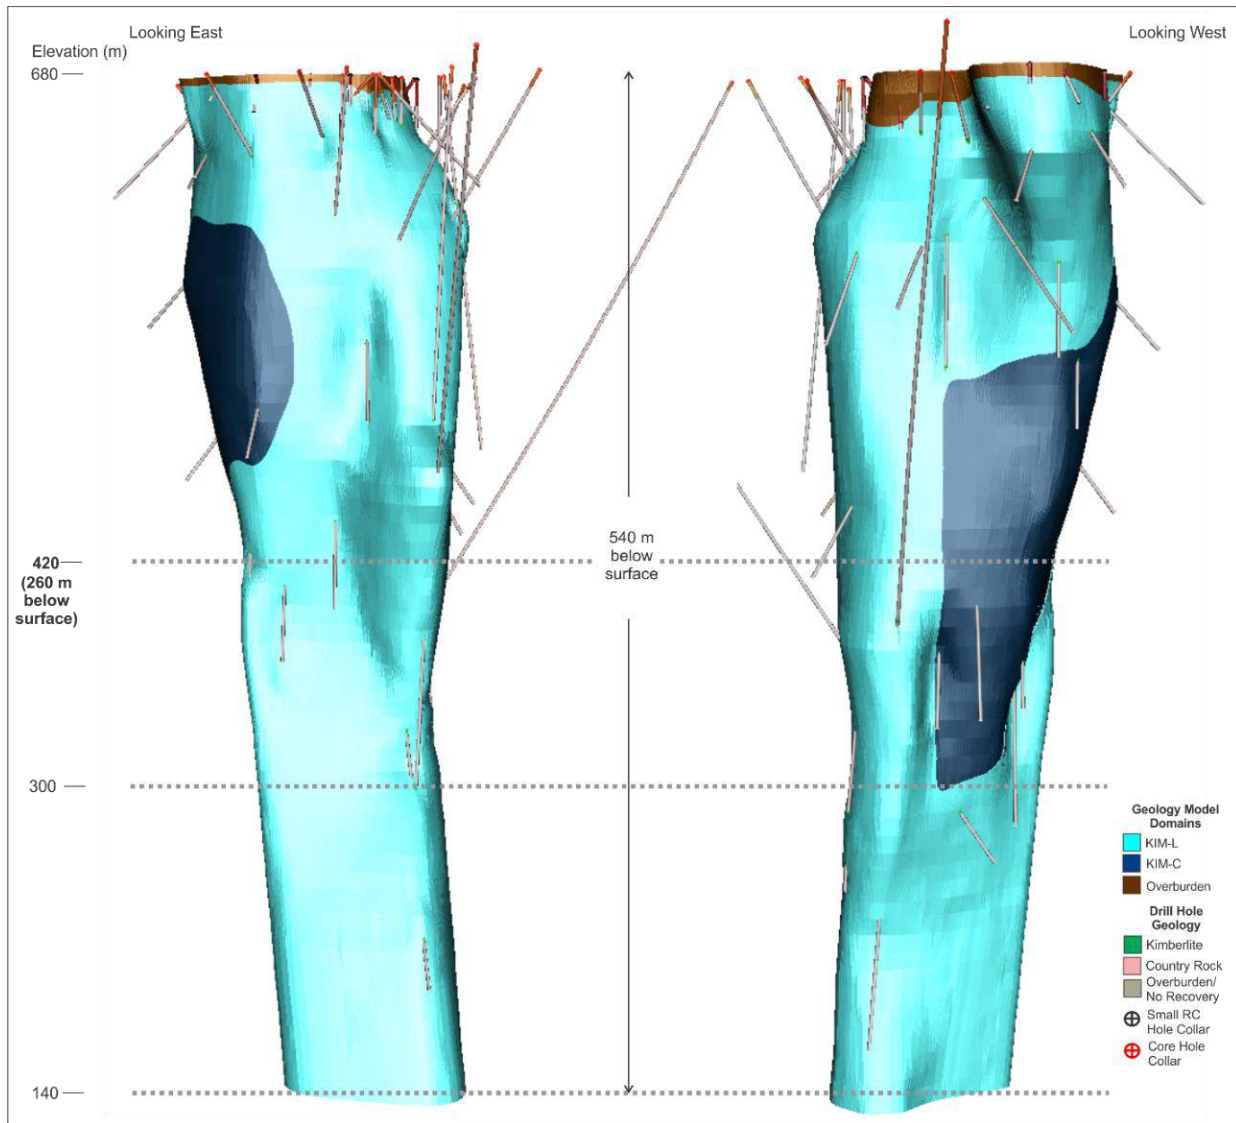 Looking East
Looking West
Elevation (m)
680
540 m
below
surface
420
(260 m
below
surface)
300
140
Geology Model
Domains
KIM-L
KIM-C
Overburden
Drill Hole
Geology
Kimberlite
Country Rock
Overburden/
No Recovery
Small RC
Hole Collar
Core Hole
Collar